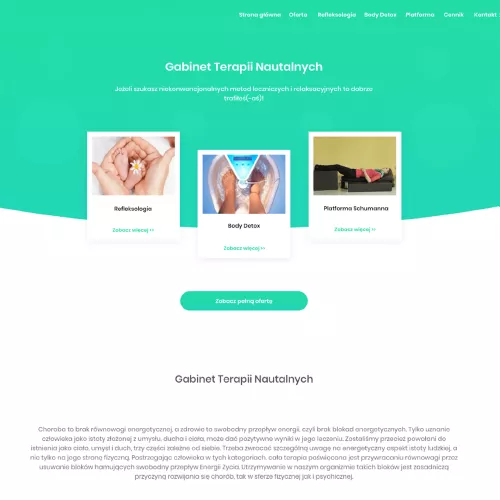 Strona główna Oferta Refleksologia Body Detox Platforma Cennik Kontakt
Gabinet Terapii Nautalnych
Jeżeli szukasz niekonwencjonalnych metod leczniczych i relaksacyjnych to dobrze
trafiłeś(-aś)!
Refleksologia
Zobacz więcej >>
Body Detox
Zobacz więcej >>
Platforma Schumanna
Zobacz więcej >>
Zobacz pełną ofertę
Gabinet Terapii Nautalnych
Choroba to brak równowagi energetycznej, a zdrowie to swobodny przepływ energii, czyli brak blokad energetycznych. Tylko uznanie
człowieka jako istoty złożonej z umysłu, ducha i ciała, może dać pozytywne wyniki w jego leczeniu. Zostaliśmy przecież powołani do
istnienia jako ciało, umysł i duch, trzy części zależne od siebie. Trzeba zwracać szczególną uwagę na energetyczny aspekt istoty ludzkiej, a
nie tylko na jego stronę fizyczną. Postrzegając człowieka w tych kategoriach, cała terapia poświęcona jest przywracaniu równowagi przez
usuwanie bloków hamujących swobodny przepływ Energii Życia. Utrzymywanie w naszym organizmie takich bloków jest zasadniczą
przyczyną rozwijania się chorób, tak w sferze fizycznej jak i psychicznej.